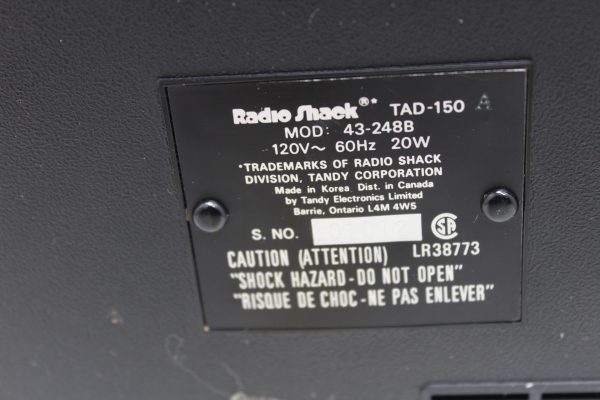 Radio Shack®* TAD-150 A
MOD: 43-248B
120V~ 60Hz 20W
*TRADEMARKS OF RADIO SHACK
DIVISION, TANDY CORPORATION
Made in Korea Dist. in Canada
by Tandy Electronics Limited
Barrie, Ontario L4M 4W5
S. NO.
CAUTION (ATTENTION) LR38773
"SHOCK HAZARD-DO NOT OPEN"
"RISQUE DE CHOC-NE PAS ENLEVER"